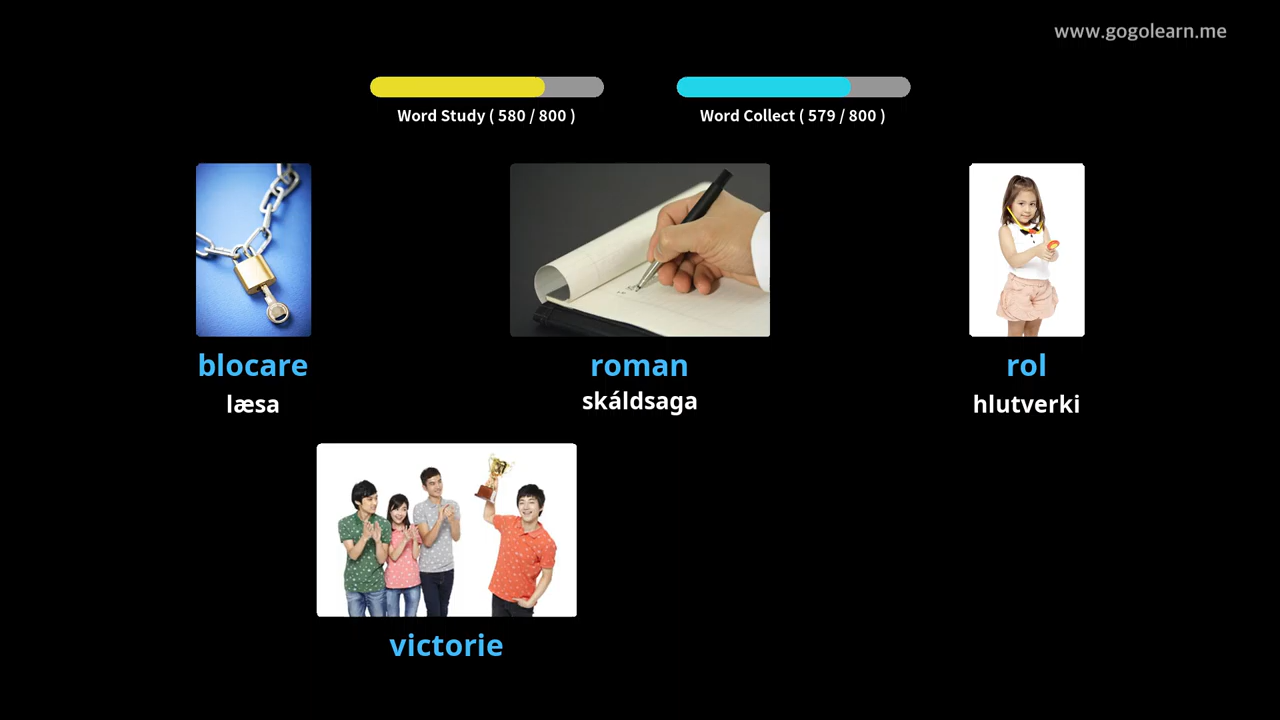 www.gogolearn.me
Word Study ( 580 / 800 )
Word Collect ( 579 / 800 )
blocare
læsa
roman
skáldsaga
rol
hlutverki
victorie